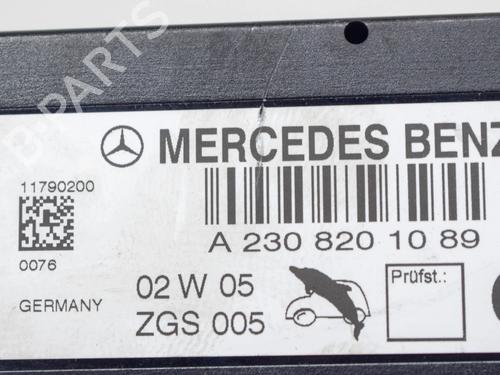 B-PARTS
MERCEDES BENZ
11790200
0076
A 230 820 10 89
02 W 05
ZGS 005
Prüfst.:
GERMANY